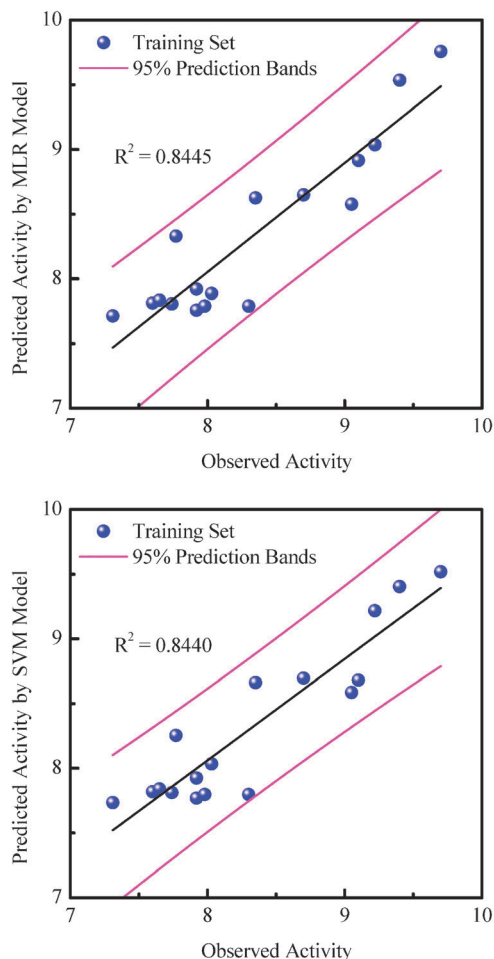 10
9
8
7
Predicted Activity by MLR Model
Training Set
95% Prediction Bands
R² = 0.8445
7 8 9 10
Observed Activity
10
9
8
7
Predicted Activity by SVM Model
Training Set
95% Prediction Bands
R² = 0.8440
7 8 9 10
Observed Activity